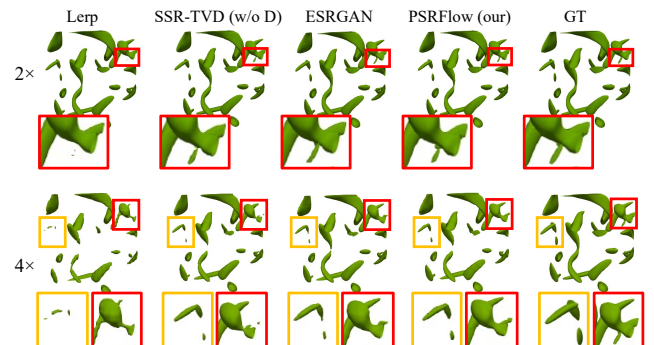 Lerp SSR-TVD (w/o D) ESRGAN PSRFlow (our) GT
2×
4×